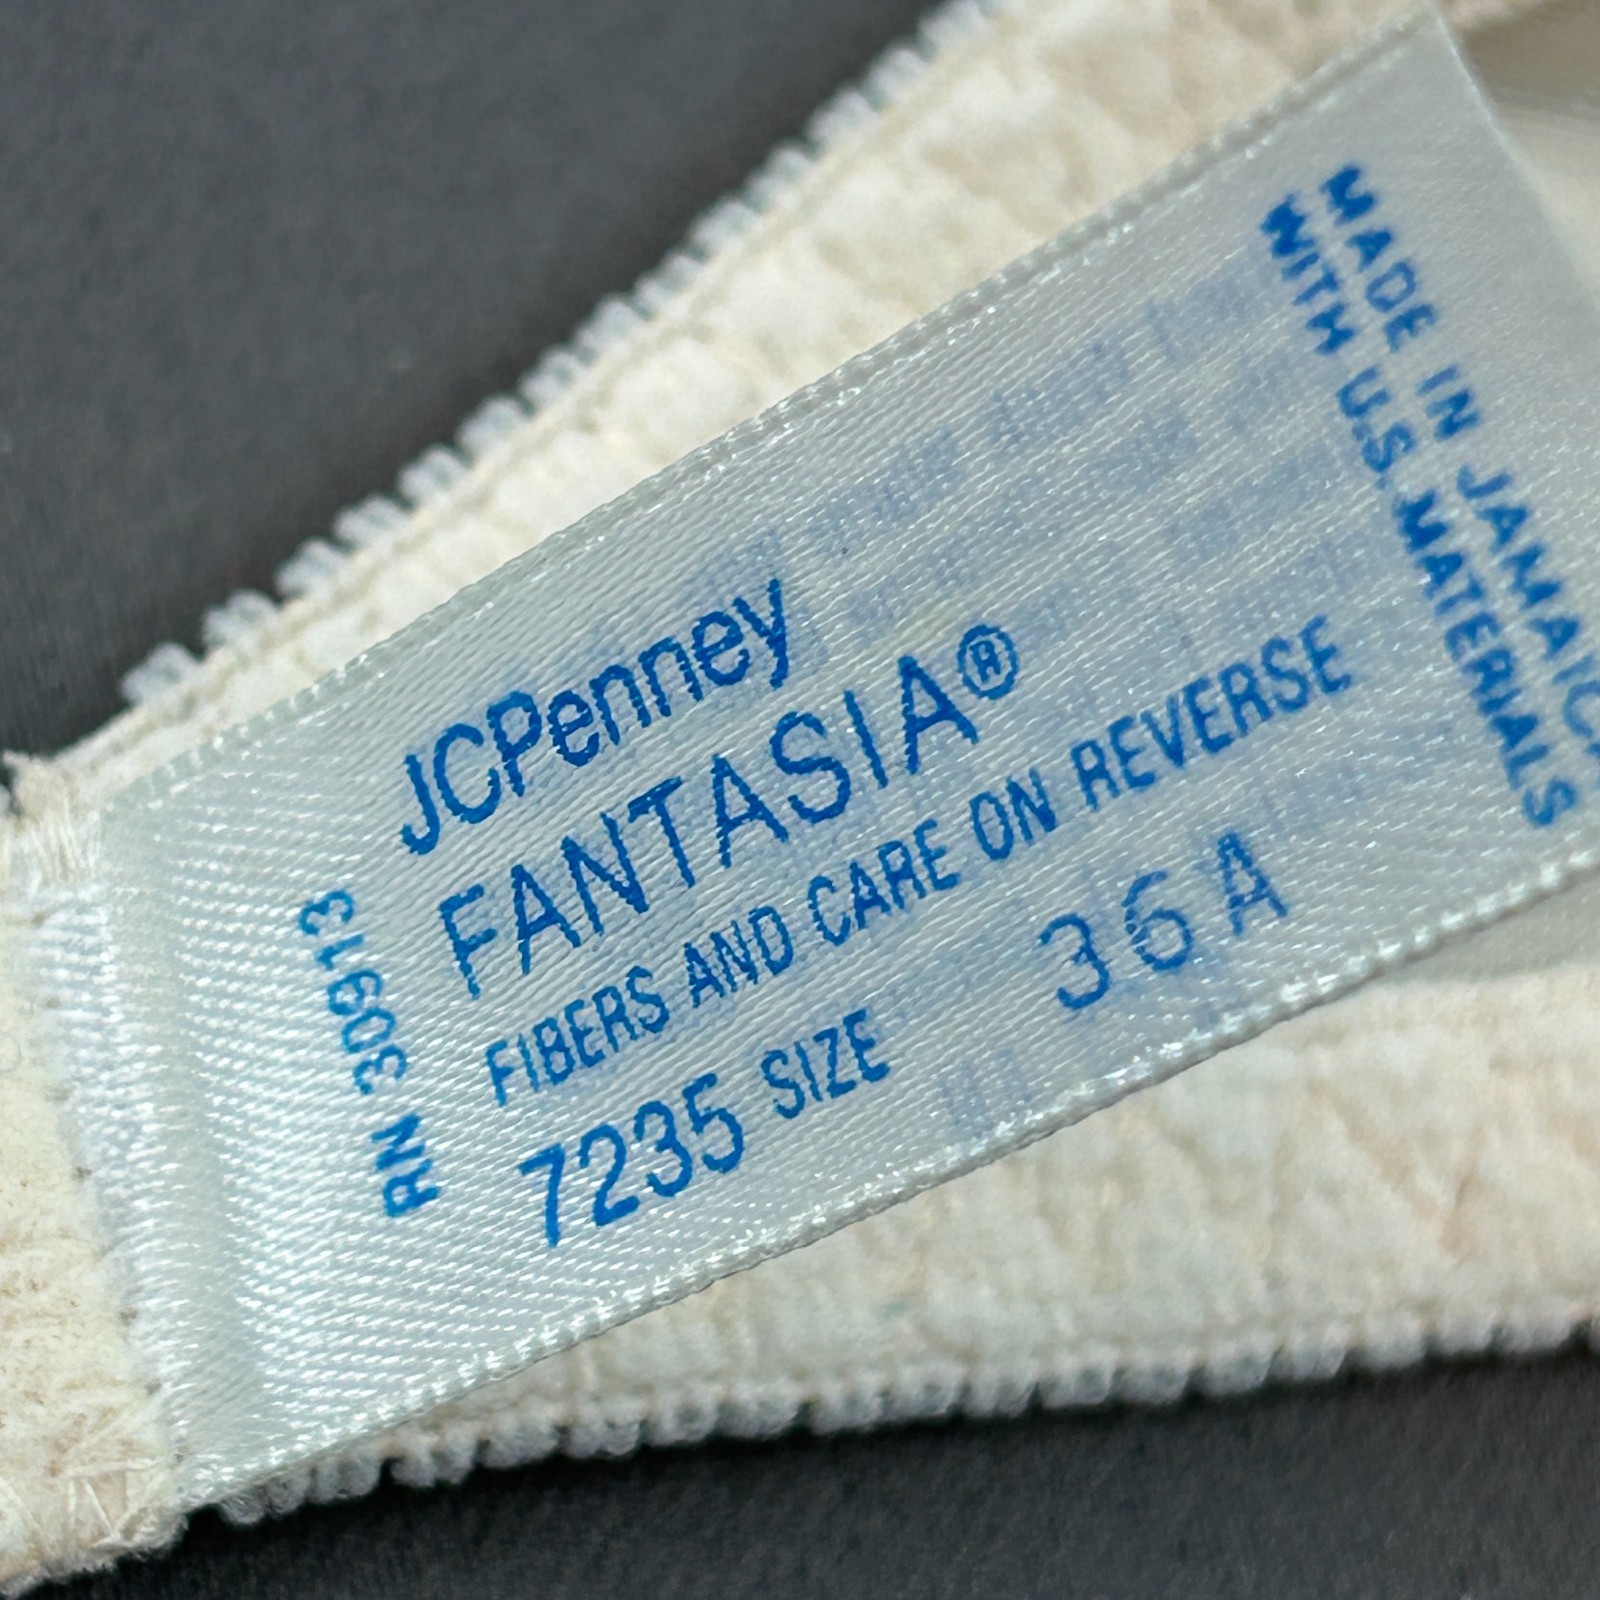 JCPenney
FANTASIA®
FIBERS AND CARE ON REVERSE
7235 SIZE 36A
RN 30913
MADE IN JAMAICA
WITH U.S. MATERIALS